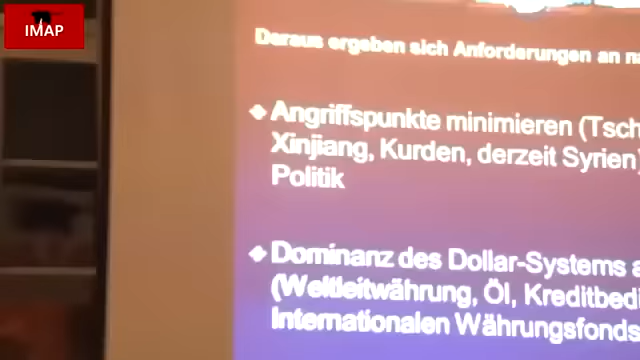 IMAP
Daraus ergeben sich Anforderungen an
Angriffspunkte minimieren (Tsch
Xinjiang, Kurden, derzeit Syrien)
Politik
Dominanz des Dollar-Systems
(Weltleitwährung, Öl, Kreditbedi
Internationalen Währungsfonds